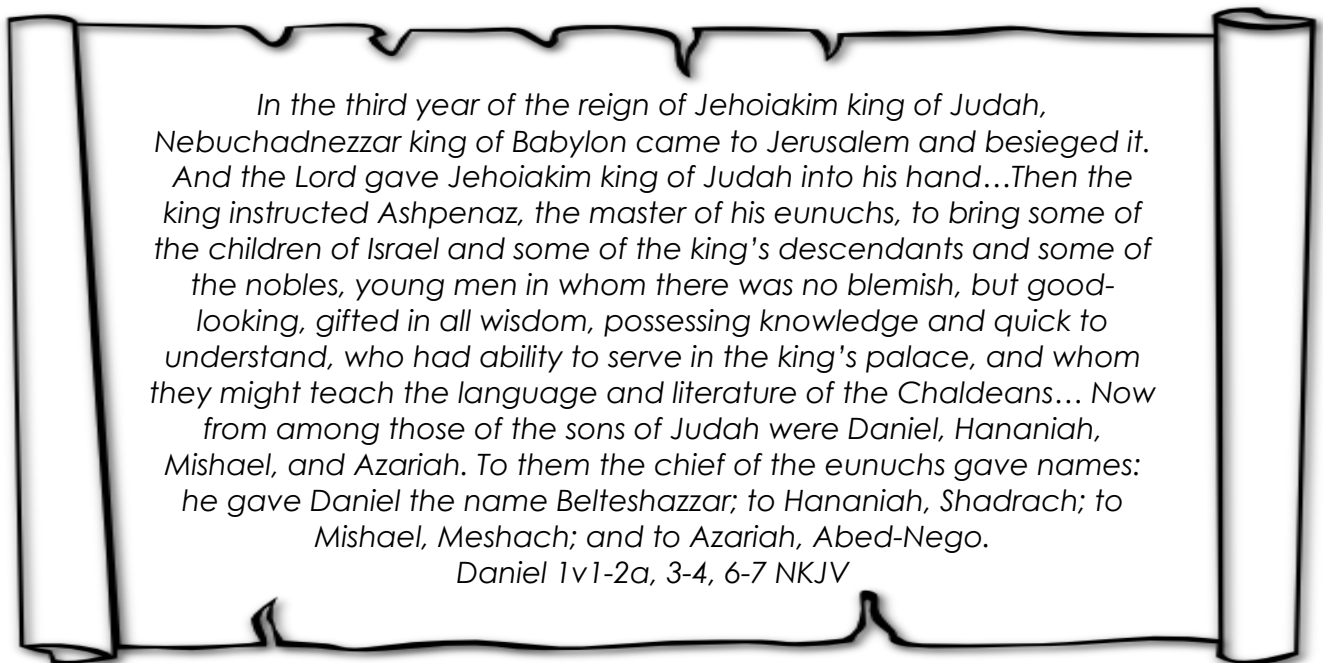 In the third year of the reign of Jehoiakim king of Judah,
Nebuchadnezzar king of Babylon came to Jerusalem and besieged it.
And the Lord gave Jehoiakim king of Judah into his hand…Then the
king instructed Ashpenaz, the master of his eunuchs, to bring some of
the children of Israel and some of the king’s descendants and some of
the nobles, young men in whom there was no blemish, but good-
looking, gifted in all wisdom, possessing knowledge and quick to
understand, who had ability to serve in the king’s palace, and whom
they might teach the language and literature of the Chaldeans… Now
from among those of the sons of Judah were Daniel, Hananiah,
Mishael, and Azariah. To them the chief of the eunuchs gave names:
he gave Daniel the name Belteshazzar; to Hananiah, Shadrach; to
Mishael, Meshach; and to Azariah, Abed-Nego.
Daniel 1v1-2a, 3-4, 6-7 NKJV